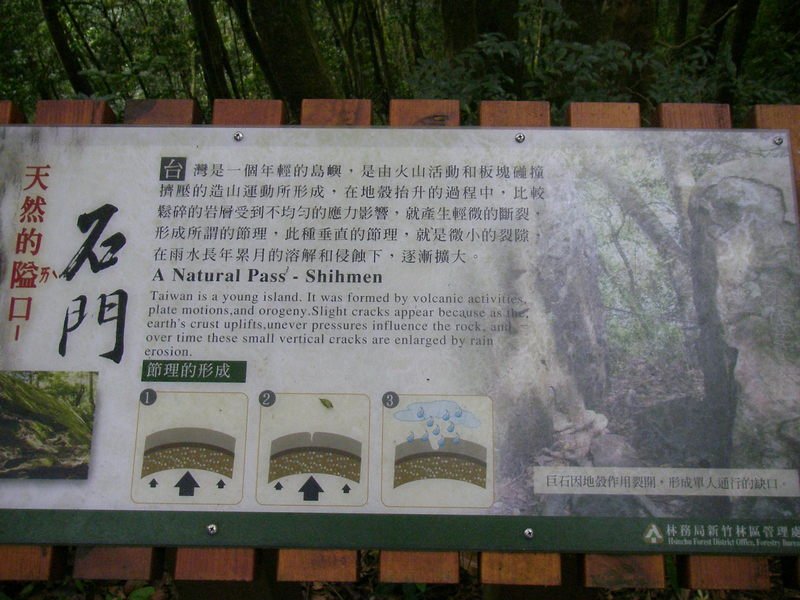 天然的隘口－
ㄞˋ
石門
台灣是一個年輕的島嶼，是由火山活動和板塊碰撞
擠壓的造山運動所形成，在地殼抬升的過程中，比較
鬆碎的岩層受到不均勻的應力影響，就產生輕微的斷裂，
形成所謂的節理，此種垂直的節理，就是微小的裂隙，
在雨水長年累月的溶解和侵蝕下，逐漸擴大。
A Natural Pass - Shihmen
Taiwan is a young island. It was formed by volcanic activities,
plate motions,and orogeny.Slight cracks appear because as the
earth's crust uplifts,unever pressures influence the rock, and
over time these small vertical cracks are enlarged by rain
erosion.
節理的形成
1
2
3
巨石因地殼作用裂開，形成單人通行的缺口。
林務局新竹林區管理處
Hsinchu Forest District Office, Forestry Bureau